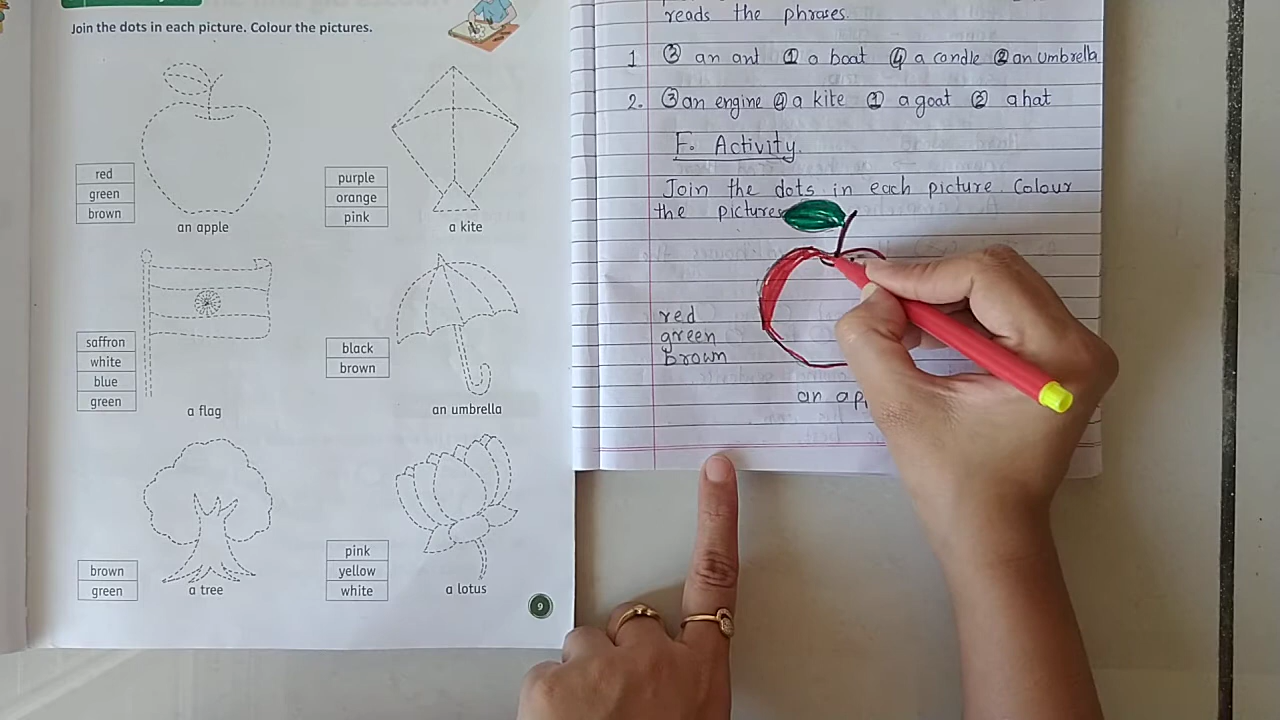 Join the dots in each picture. Colour the pictures.
red
green
brown
an apple
purple
orange
pink
a kite
saffron
white
blue
green
a flag
black
brown
an umbrella
brown
green
a tree
pink
yellow
white
a lotus
9
reads the phrases.
1 ③ an ant ① a boat ④ a candle ② an umbrella
2. ③ an engine ④ a kite ① a goat ② a hat
F. Activity.
Join the dots in each picture. Colour
the pictures
red
green
brown
an ap